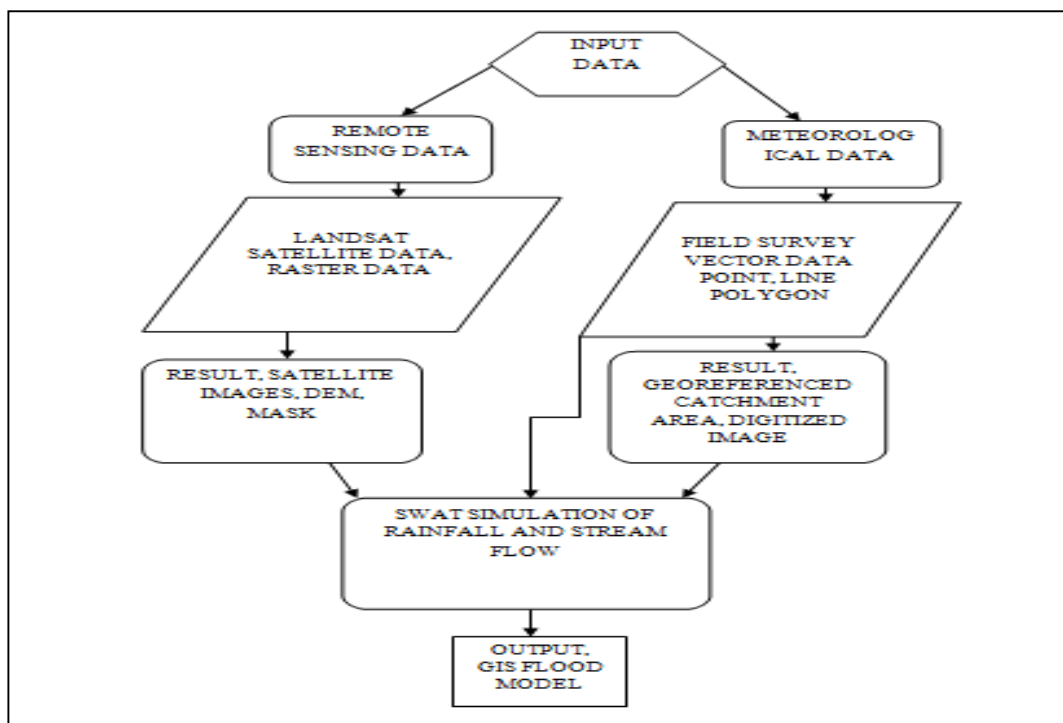 INPUT
DATA
REMOTE
SENSING DATA
METEOROLOG
ICAL DATA
LANDSAT
SATELLITE DATA,
RASTER DATA
FIELD SURVEY
VECTOR DATA
POINT, LINE
POLYGON
RESULT, SATELLITE
IMAGES, DEM,
MASK
RESULT,
GEOREFERENCED
CATCHMENT
AREA, DIGITIZED
IMAGE
SWAT SIMULATION OF
RAINFALL AND STREAM
FLOW
OUTPUT,
GIS FLOOD
MODEL